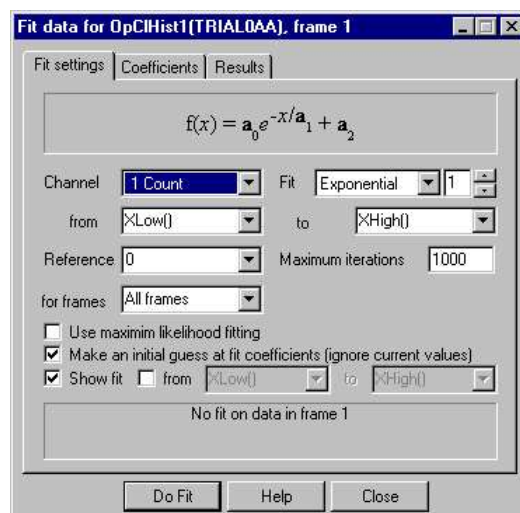 Fit data for OpClHist1(TRIAL0AA), frame 1
Fit settings Coefficients Results
f(x) = a0e-x/a1 + a2
Channel 1 Count Fit Exponential 1
from XLow() to XHigh()
Reference 0 Maximum iterations 1000
for frames All frames
Use maximim likelihood fitting
Make an initial guess at fit coefficients (ignore current values)
Show fit from XLow() to XHigh()
No fit on data in frame 1
Do Fit Help Close